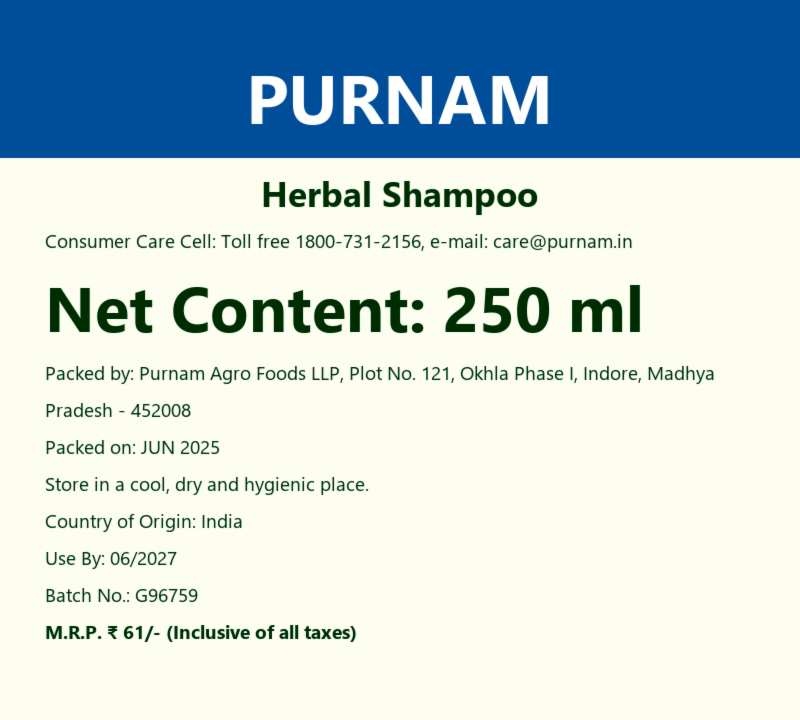 PURNAM
Herbal Shampoo
Consumer Care Cell: Toll free 1800-731-2156, e-mail: care@purnam.in
Net Content: 250 ml
Packed by: Purnam Agro Foods LLP, Plot No. 121, Okhla Phase I, Indore, Madhya
Pradesh - 452008
Packed on: JUN 2025
Store in a cool, dry and hygienic place.
Country of Origin: India
Use By: 06/2027
Batch No.: G96759
M.R.P. ₹ 61/- (Inclusive of all taxes)